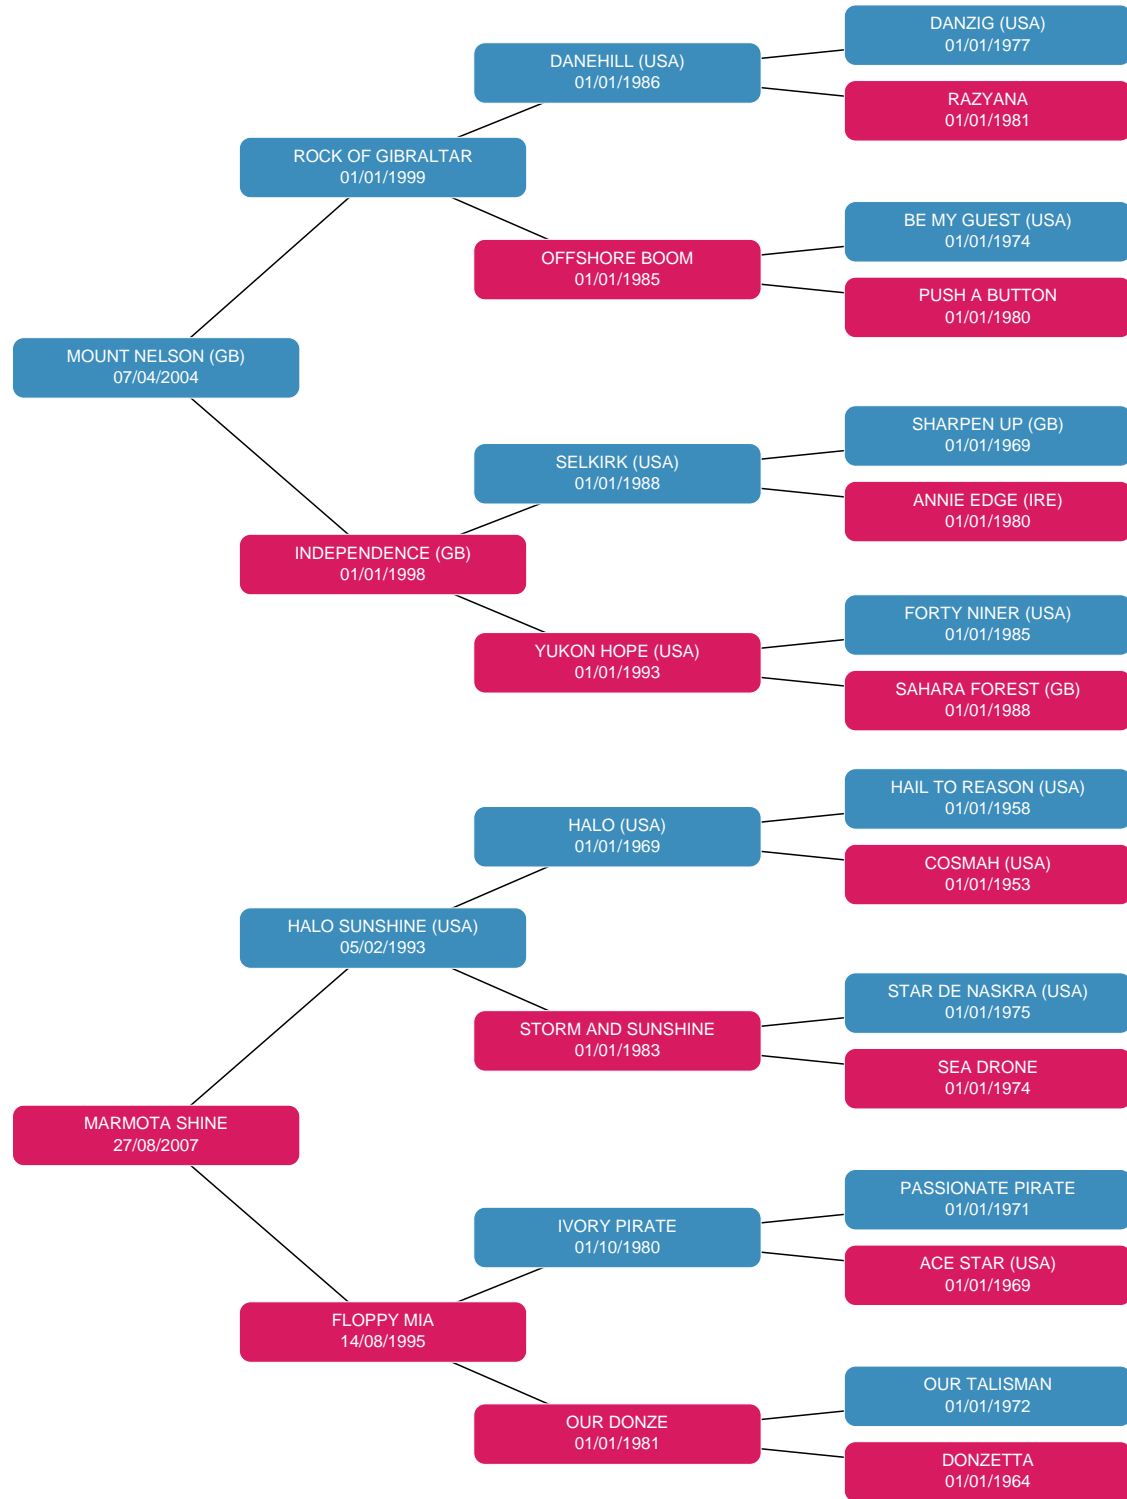 DANZIG (USA)
01/01/1977
DANEHILL (USA)
01/01/1986
RAZYANA
01/01/1981
ROCK OF GIBRALTAR
01/01/1999
BE MY GUEST (USA)
01/01/1974
OFFSHORE BOOM
01/01/1985
PUSH A BUTTON
01/01/1980
MOUNT NELSON (GB)
07/04/2004
SHARPEN UP (GB)
01/01/1969
SELKIRK (USA)
01/01/1988
ANNIE EDGE (IRE)
01/01/1980
INDEPENDENCE (GB)
01/01/1998
FORTY NINER (USA)
01/01/1985
YUKON HOPE (USA)
01/01/1993
SAHARA FOREST (GB)
01/01/1988
HAIL TO REASON (USA)
01/01/1958
HALO (USA)
01/01/1969
COSMAH (USA)
01/01/1953
HALO SUNSHINE (USA)
05/02/1993
STAR DE NASKRA (USA)
01/01/1975
STORM AND SUNSHINE
01/01/1983
SEA DRONE
01/01/1974
MARMOTA SHINE
27/08/2007
PASSIONATE PIRATE
01/01/1971
IVORY PIRATE
01/10/1980
ACE STAR (USA)
01/01/1969
FLOPPY MIA
14/08/1995
OUR TALISMAN
01/01/1972
OUR DONZE
01/01/1981
DONZETTA
01/01/1964